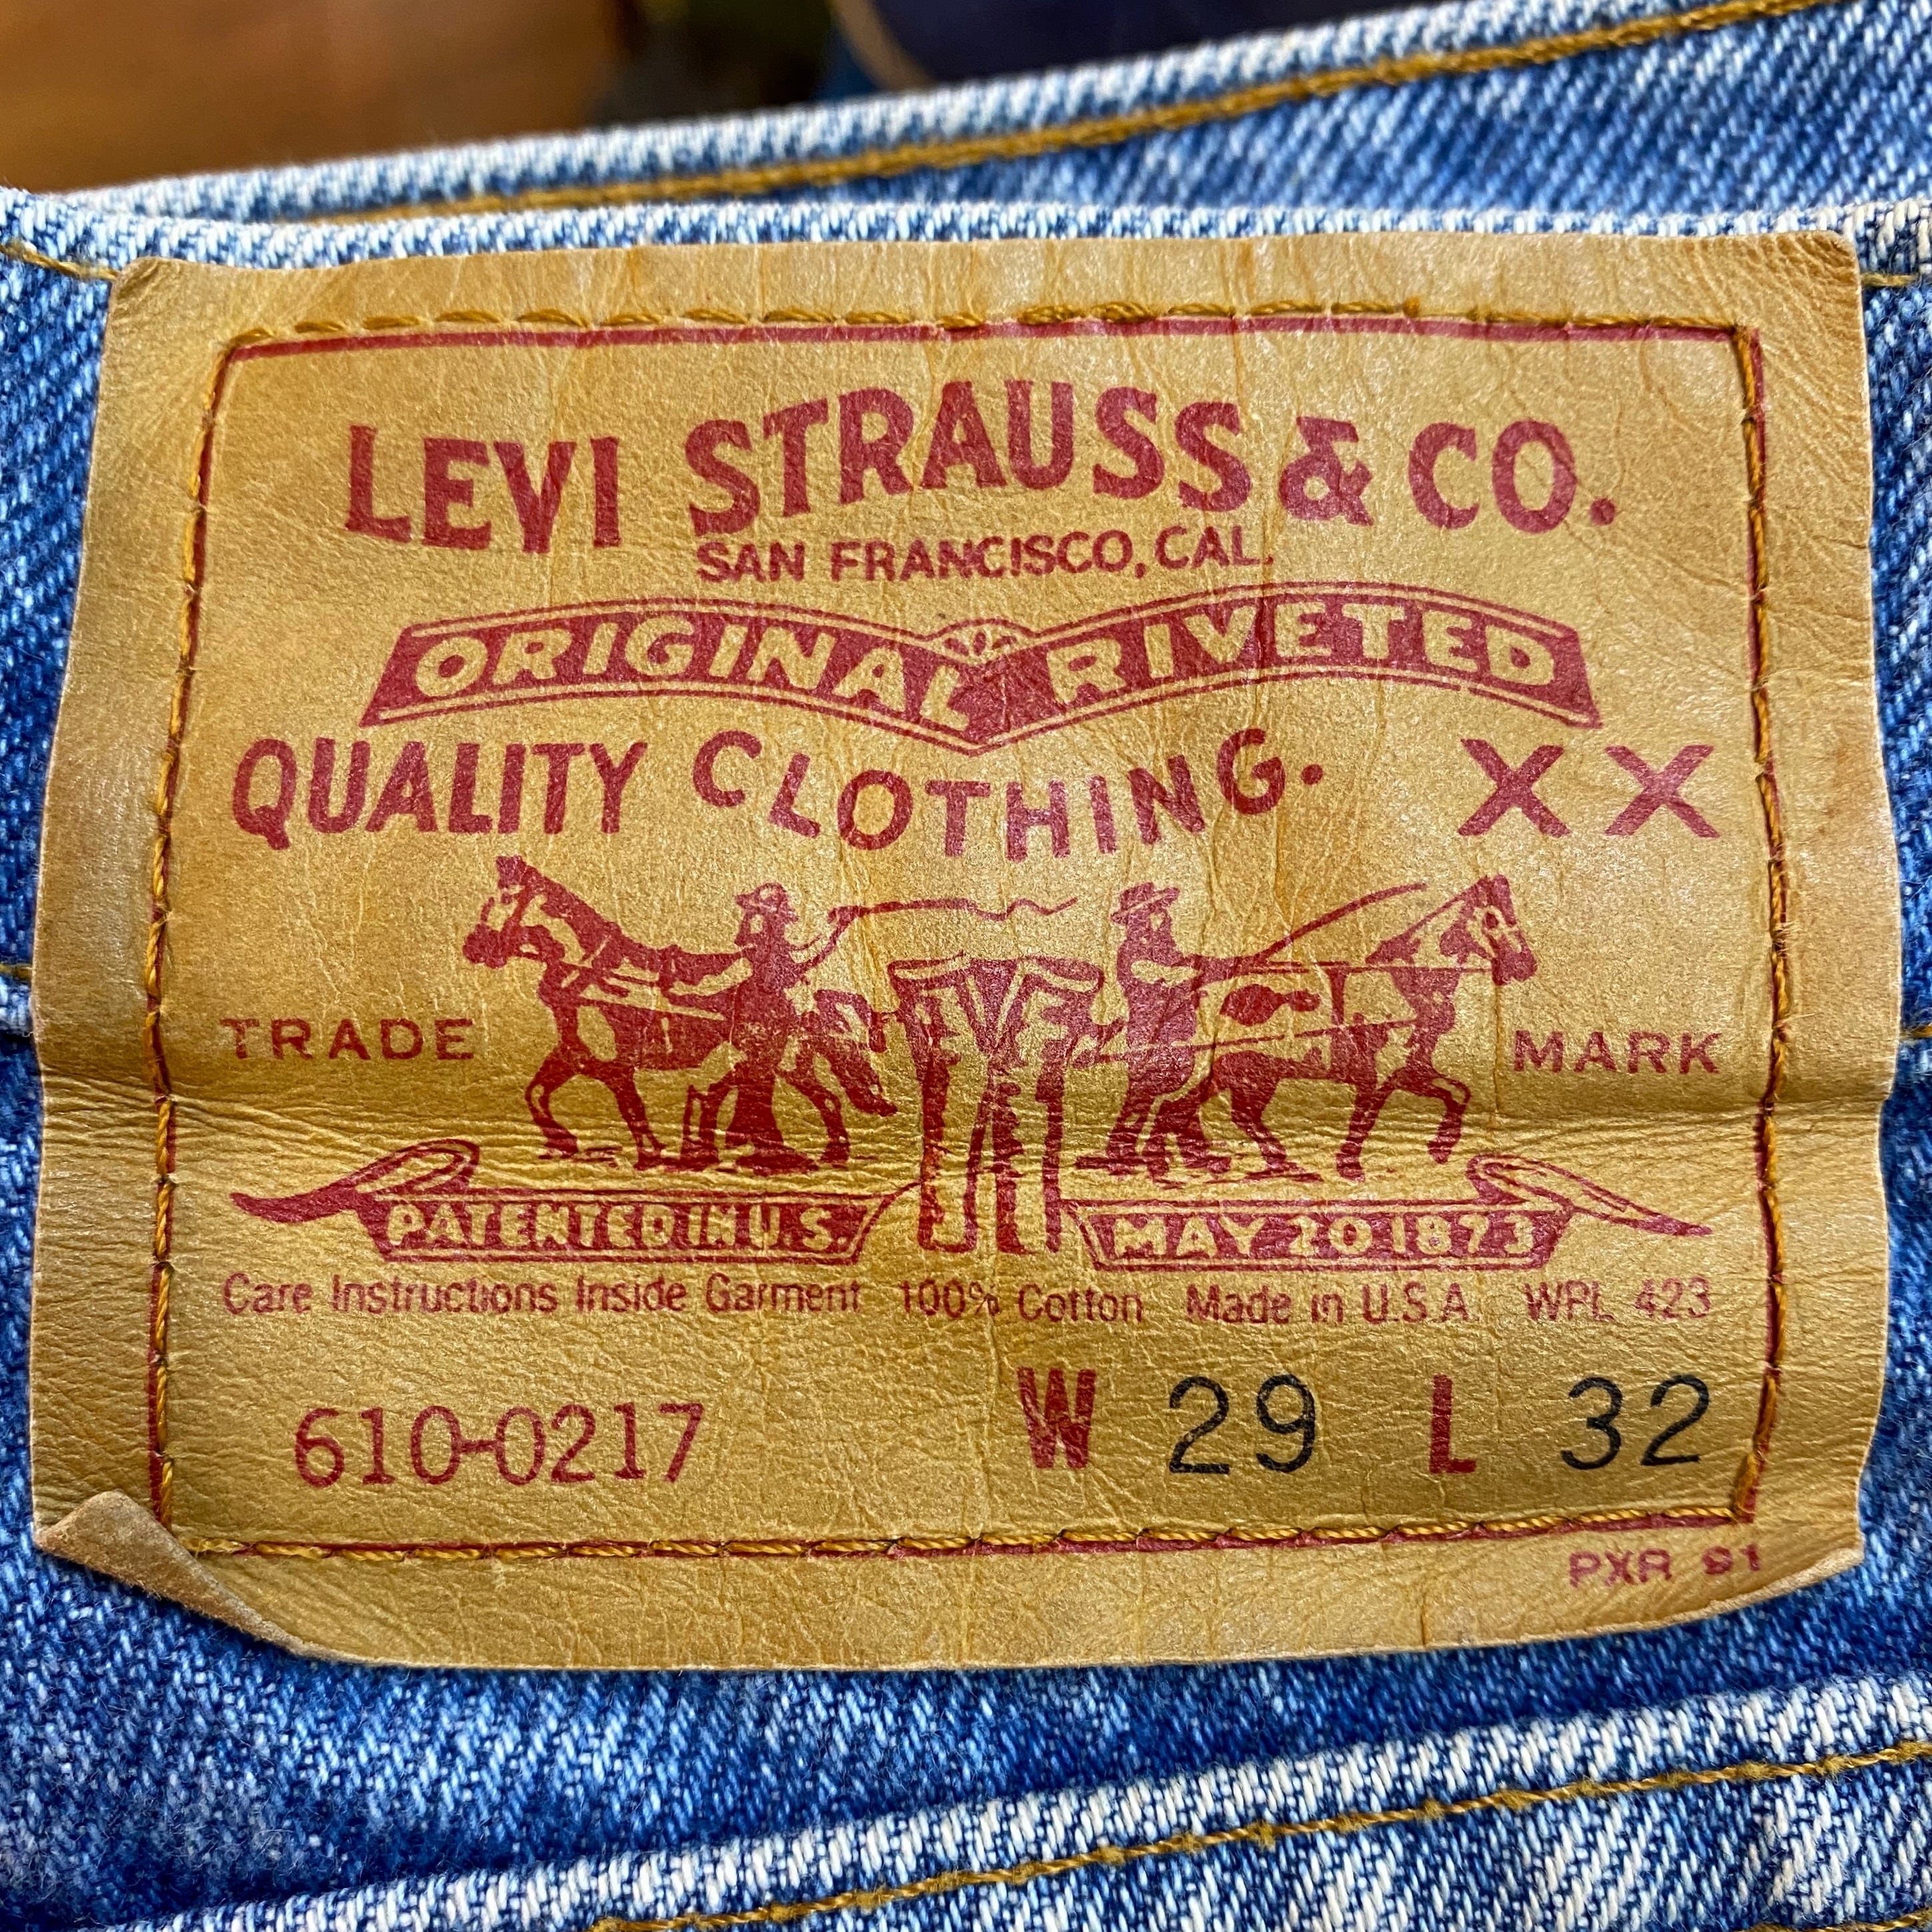 LEVI STRAUSS & CO.
SAN FRANCISCO, CAL.
ORIGINAL RIVETED
QUALITY CLOTHING. XX
TRADE MARK
PATENTED IN U.S. MAY 20 1873
Care Instructions Inside Garment 100% Cotton Made in U.S.A. WPL 423
610-0217 W 29 L 32
PXR 91